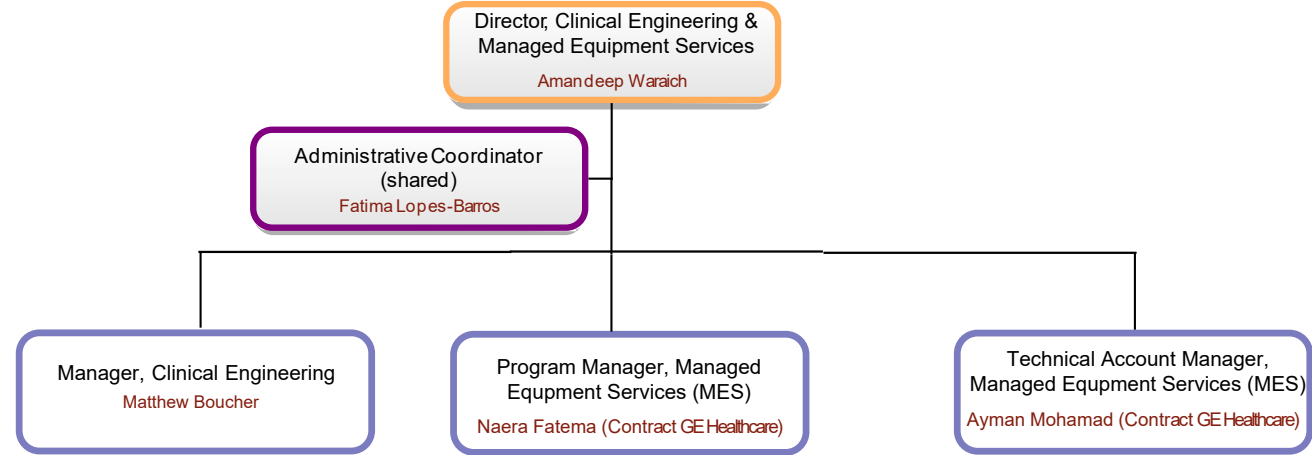 Director, Clinical Engineering &
Managed Equipment Services
Amandeep Waraich
Administrative Coordinator
(shared)
Fatima Lopes-Barros
Manager, Clinical Engineering
Matthew Boucher
Program Manager, Managed
Equpment Services (MES)
Naera Fatema (Contract GE Healthcare)
Technical Account Manager,
Managed Equpment Services (MES)
Ayman Mohamad (Contract GE Healthcare)